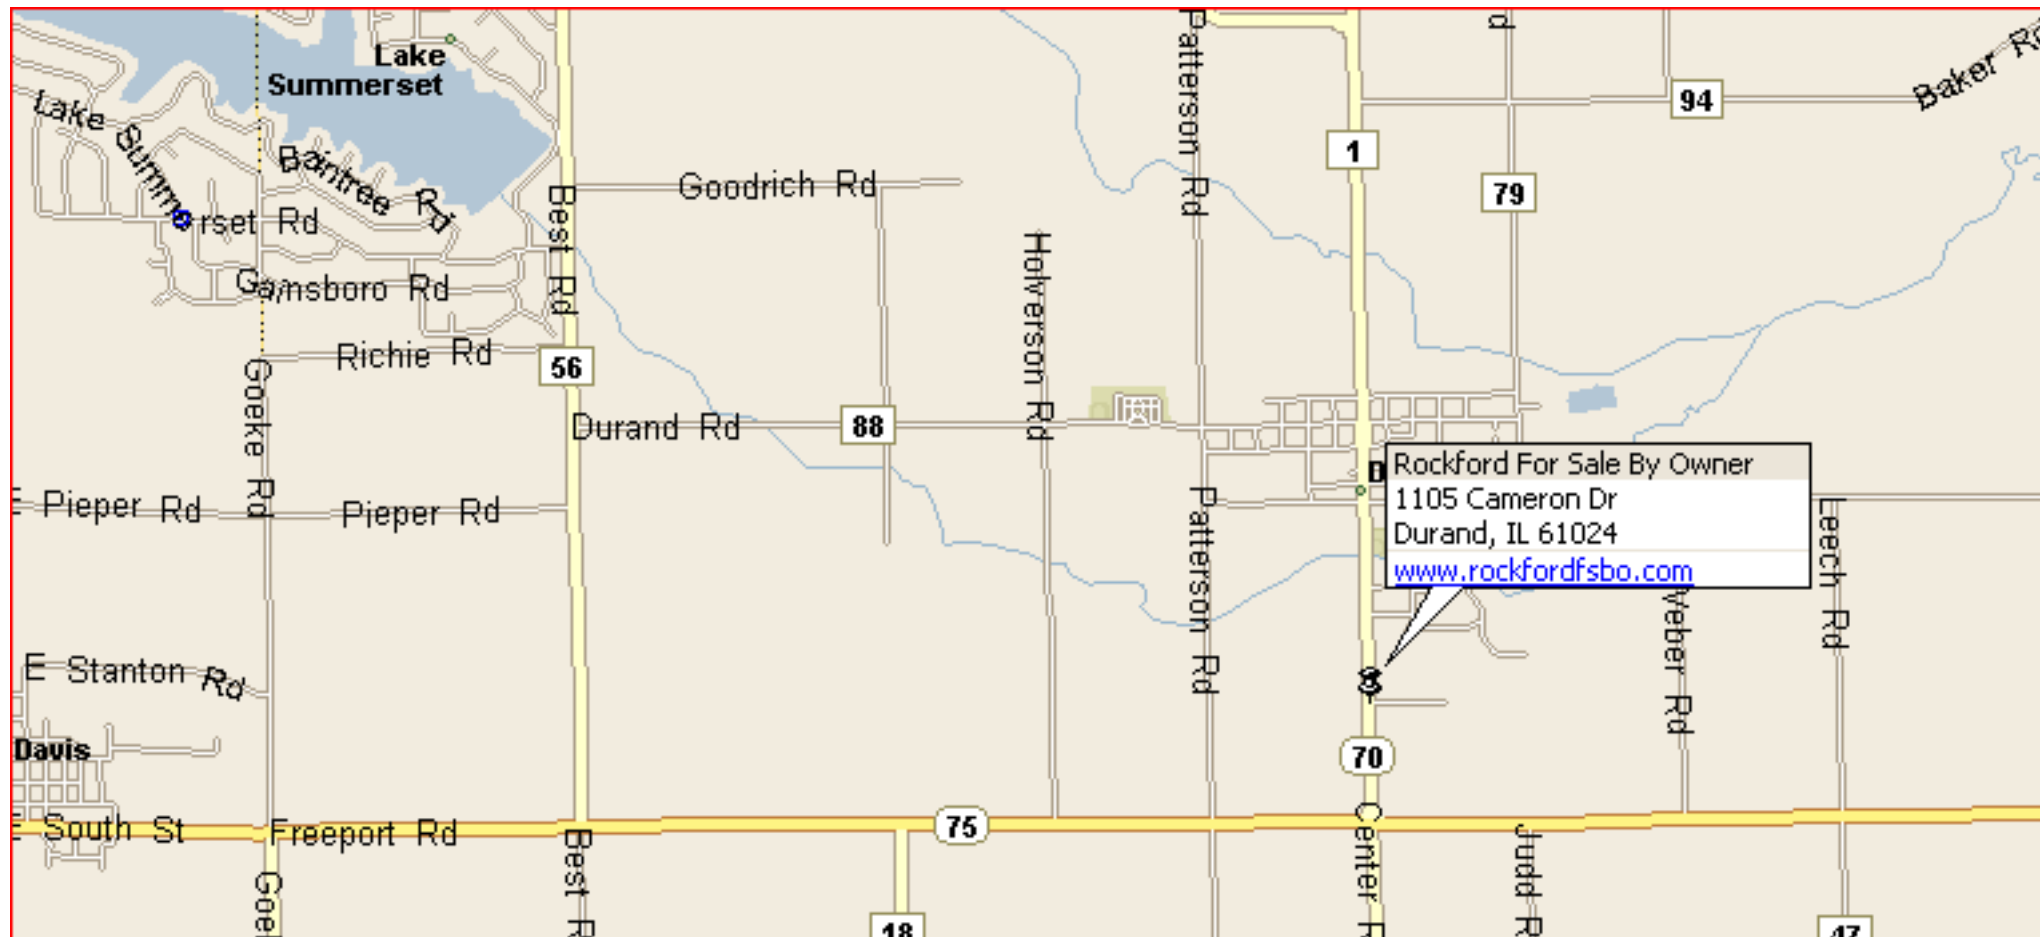 Lake
Summerset
Lake Summerset Rd
Baintree Rd
Gainsboro Rd
Richie Rd
Goeke Rd
Best Rd
56
Goodrich Rd
Durand Rd
88
Holverson Rd
Patterson Rd
Patterson Rd
Rd
1
79
94
Baker Rd
Rockford For Sale By Owner
1105 Cameron Dr
Durand, IL 61024
www.rockfordfsbo.com
E Pieper Rd
Pieper Rd
Leech Rd
Weber Rd
E Stanton Rd
Davis
70
E South St
Freeport Rd
75
Center R
Best R
Judd R
Goe
18
47